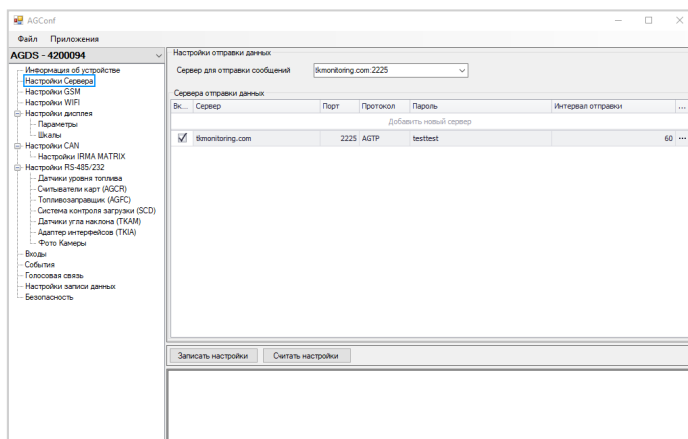 AGConf
Файл Приложения
AGDS - 4200094
Информация об устройстве
Настройки Сервера
Настройки GSM
Настройки WIFI
Настройки дисплея
Параметры
Шкалы
Настройки CAN
Настройки IRMA MATRIX
Настройки RS-485/232
Датчики уровня топлива
Считыватели карт (AGCR)
Топливозаправщик (AGFC)
Система контроля загрузки (SCD)
Датчики угла наклона (TKAM)
Адаптер интерфейсов (TKIA)
Фото Камеры
Входы
События
Голосовая связь
Настройки записи данных
Безопасность
Настройки отправки данных
Сервер для отправки сообщений tkmonitoring.com:2225
Сервера отправки данных
Вк... Сервер Порт Протокол Пароль Интервал отправки ...
Добавить новый сервер
tkmonitoring.com 2225 AGTP testtest 60 ...
Записать настройки Считать настройки